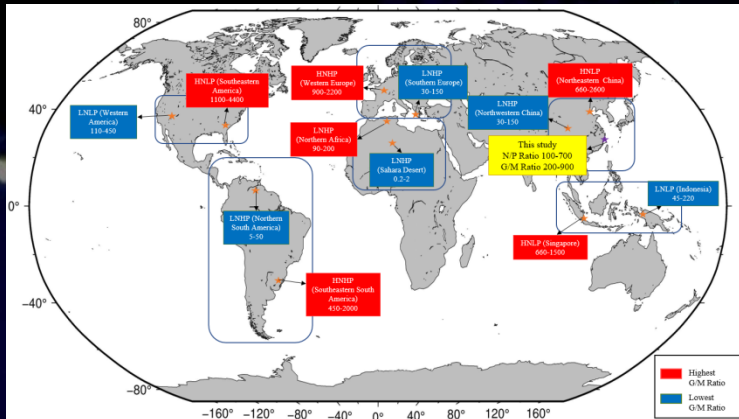 80°
40°
0°
−40°
−80°
HNLP (Southeastern
America)
1100-4400
LNLP (Western
America)
110-450
HNHP
(Western Europe)
900-2200
LNHP
(Southern Europe)
30-150
HNLP
(Northeastern China)
660-2600
LNHP
(Northwestern China)
30-150
LNHP
(Northern Africa)
90-200
LNHP
(Sahara Desert)
0.2-2
This study
N/P Ratio 100-700
G/M Ratio 200-900
LNLP (Indonesia)
45-220
LNHP (Northern
South America)
5-50
HNLP (Singapore)
660-1500
HNHP
(Southeastern South
America)
450-2000
Highest
G/M Ratio
Lowest
G/M Ratio
−160° −120° −80° −40° 0° 40° 80° 120° 160°